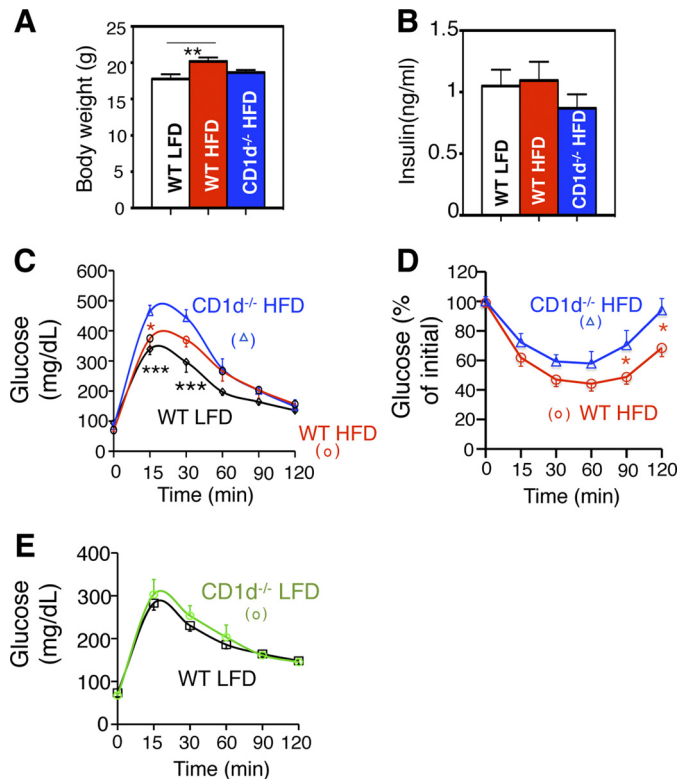 A
Body weight (g)
25
20
15
10
5
0
**
WT LFD
WT HFD
CD1d-/- HFD
B
Insulin(ng/ml)
1.5
1
0.5
0
WT LFD
WT HFD
CD1d-/- HFD
C
Glucose
(mg/dL)
600
500
400
300
200
100
0
CD1d-/- HFD
(△)
*
***
***
WT LFD
WT HFD
(o)
0 15 30 60 90 120
Time (min)
D
Glucose (%
of initial)
120
100
80
60
40
20
0
CD1d-/- HFD
(△)
*
*
(o) WT HFD
0 15 30 60 90 120
Time (min)
E
Glucose
(mg/dL)
400
300
200
100
0
CD1d-/- LFD
(o)
WT LFD
0 15 30 60 90 120
Time (min)